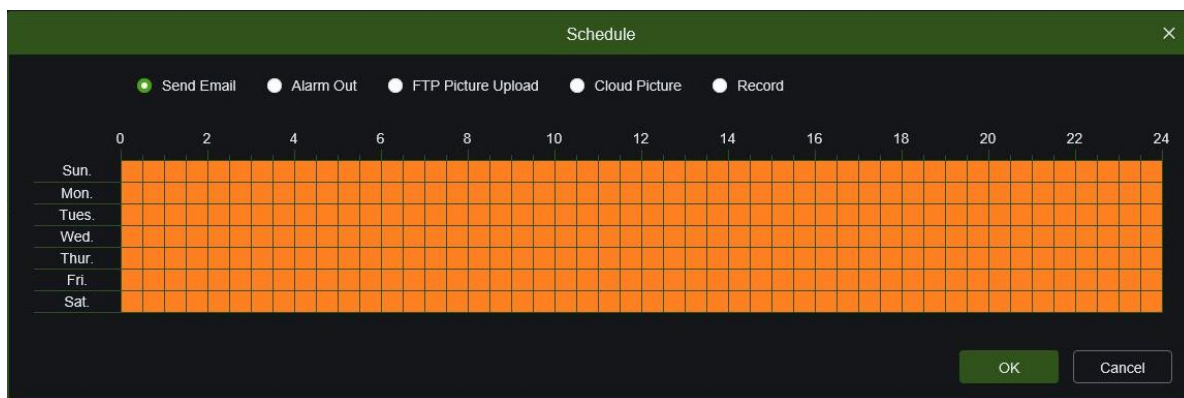 Schedule
Send Email Alarm Out FTP Picture Upload Cloud Picture Record
0 2 4 6 8 10 12 14 16 18 20 22 24
Sun.
Mon.
Tues.
Wed.
Thur.
Fri.
Sat.
OK Cancel